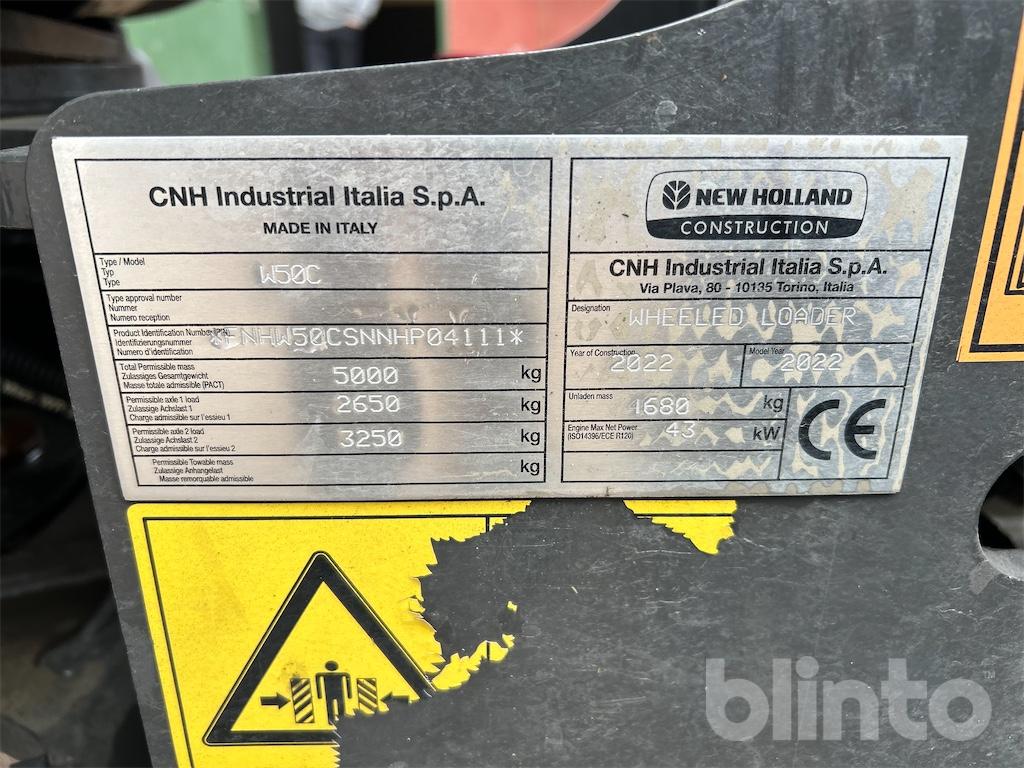 CNH Industrial Italia S.p.A.
MADE IN ITALY
Type / Model
Typ
Type
W50C
Type approval number
Nummer
Numero reception
Product Identification Number
Identifizierungsnummer
Numero d'identification
Total Permissible mass
Zulassiges Gesamtgewicht
Masse totale admissible (PACT)
5000 kg
Permissible axle 1 load
Zulassige Achslast 1
Charge admissible sur l'essieu 1
2650 kg
Permissible axle 2 load
Zulassige Achslast 2
Charge admissible sur l'essieu 2
3250 kg
Permissible Towable mass
Zulassige Anhangelast
Masse remorquable admissible
kg
NEW HOLLAND
CONSTRUCTION
CNH Industrial Italia S.p.A.
Via Plava, 80 - 10135 Torino, Italia
Designation
WHEELED LOADER
Year of Construction
2022
Model Year
2022
Unladen mass
1680 kg
Engine Max Net Power
(ISO14396/ECE R120)
43 kW
CE
blinto™